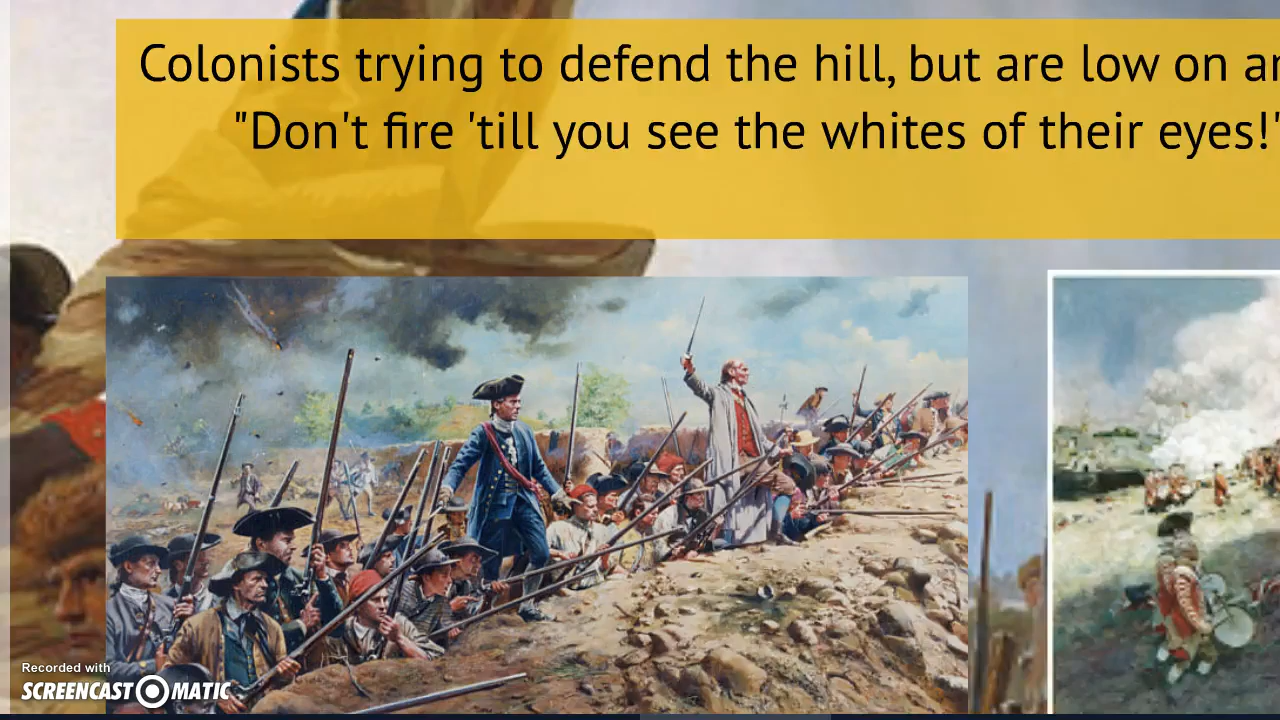 Colonists trying to defend the hill, but are low on
"Don't fire 'till you see the whites of their eyes!"
Recorded with
SCREENCAST MATIC